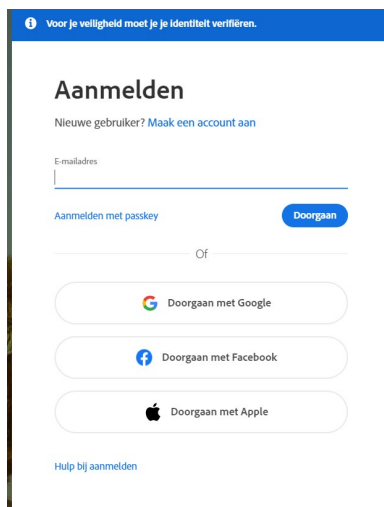 Voor je veiligheid moet je je identiteit verifiëren.
Aanmelden
Nieuwe gebruiker? Maak een account aan
E-mailadres
Aanmelden met passkey
Doorgaan
Of
Doorgaan met Google
Doorgaan met Facebook
Doorgaan met Apple
Hulp bij aanmelden